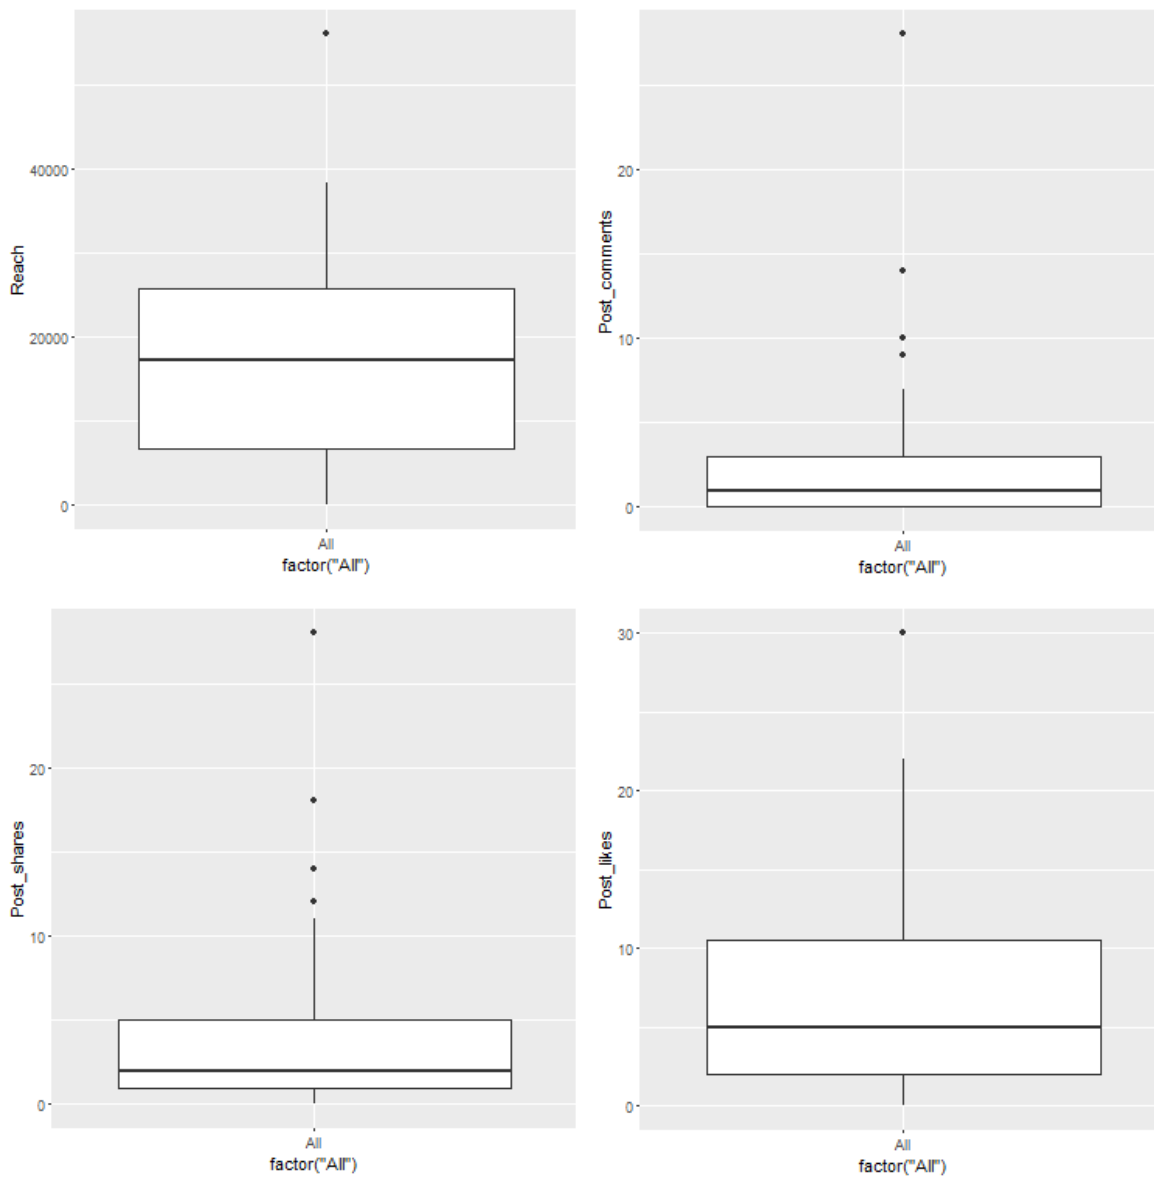 Reach
40000
20000
0
All
factor("All")
Post_comments
20
10
0
All
factor("All")
Post_shares
20
10
0
All
factor("All")
Post_likes
30
20
10
0
All
factor("All")